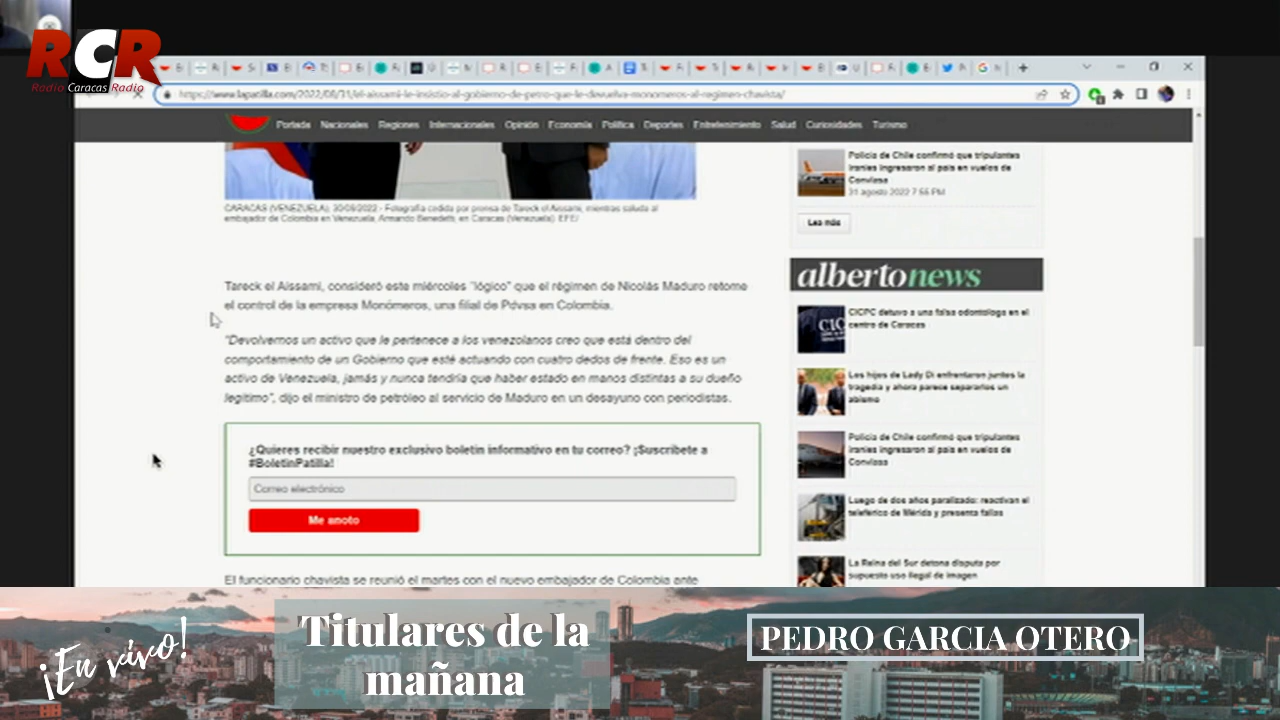 RCR
Radio Caracas Radio
https://www.lapatilla.com/2022/08/31/el-aissami-le-insistio-al-gobierno-de-petro-que-le-devuelva-monomeros-al-regimen-chavista/
Portada Nacionales Regiones Internacionales Opinión Economía Política Deportes Entretenimiento Salud Curiosidades Turismo
CARACAS (VENEZUELA), 30/08/2022.- Fotografía cedida por prensa de Tareck el Aissami, mientras saluda al
embajador de Colombia en Venezuela, Armando Benedetti, en Caracas (Venezuela). EFE/
Tareck el Aissami, consideró este miércoles "lógico" que el régimen de Nicolás Maduro retome
el control de la empresa Monómeros, una filial de Pdvsa en Colombia.
"Devolvernos un activo que le pertenece a los venezolanos creo que está dentro del
comportamiento de un Gobierno que esté actuando con cuatro dedos de frente. Eso es un
activo de Venezuela, jamás y nunca tendría que haber estado en manos distintas a su dueño
legítimo", dijo el ministro de petróleo al servicio de Maduro en un desayuno con periodistas.
¿Quieres recibir nuestro exclusivo boletín informativo en tu correo? ¡Suscríbete a
#BoletínPatilla!
Correo electrónico
Me anoto
El funcionario chavista se reunió el martes con el nuevo embajador de Colombia ante
Policía de Chile confirmó que tripulantes
iraníes ingresaron al país en vuelos de
Conviasa
31 agosto 2022 7:55 PM
Lea más
albertonews
CICPC detuvo a una falsa odontóloga en el
centro de Caracas
Los hijos de Lady Di enfrentaron juntos la
tragedia y ahora parece separarlos un
abismo
Policía de Chile confirmó que tripulantes
iraníes ingresaron al país en vuelos de
Conviasa
Luego de dos años paralizado: reactivan el
teleférico de Mérida y presenta fallas
La Reina del Sur detona disputa por
supuesto uso ilegal de imagen
¡En vivo!
Titulares de la
mañana
PEDRO GARCIA OTERO